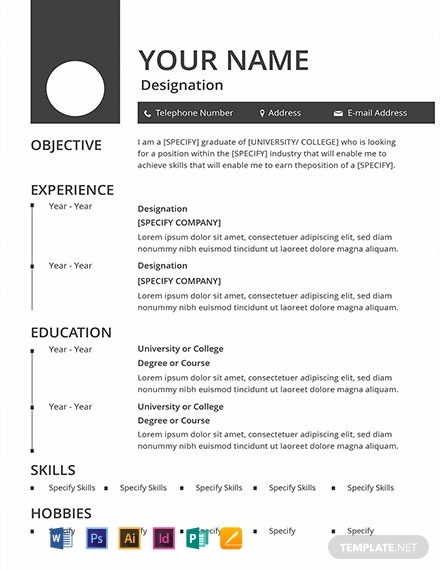 YOUR NAME
Designation
Telephone Number Address E-mail Address
OBJECTIVE
I am a [SPECIFY] graduate of [UNIVERSITY/ COLLEGE] who is looking
for a position within the [SPECIFY] industry that will enable me to
achieve skills that will enable me to earn theposition of a [SPECIFY].
EXPERIENCE
Year - Year
Designation
[SPECIFY COMPANY]
Lorem ipsum dolor sit amet, consectetuer adipiscing elit, sed diam
nonummy nibh euismod tincidunt ut laoreet dolore magna aliquam erat
Year - Year
Designation
[SPECIFY COMPANY]
Lorem ipsum dolor sit amet, consectetuer adipiscing elit, sed diam
nonummy nibh euismod tincidunt ut laoreet dolore magna aliquam erat
EDUCATION
Year - Year
University or College
Degree or Course
Lorem ipsum dolor sit amet, consectetuer adipiscing elit, sed diam
nonummy nibh euismod tincidunt ut laoreet dolore magna aliquam erat
Year - Year
University or College
Degree or Course
Lorem ipsum dolor sit amet, consectetuer adipiscing elit, sed diam
nonummy nibh euismod tincidunt ut laoreet dolore magna aliquam erat
SKILLS
Specify Skills Specify Skills Specify Skills Specify Skills Specify Skills
HOBBIES
Specify Specify
W Ps Ai Id P
TEMPLATE.NET